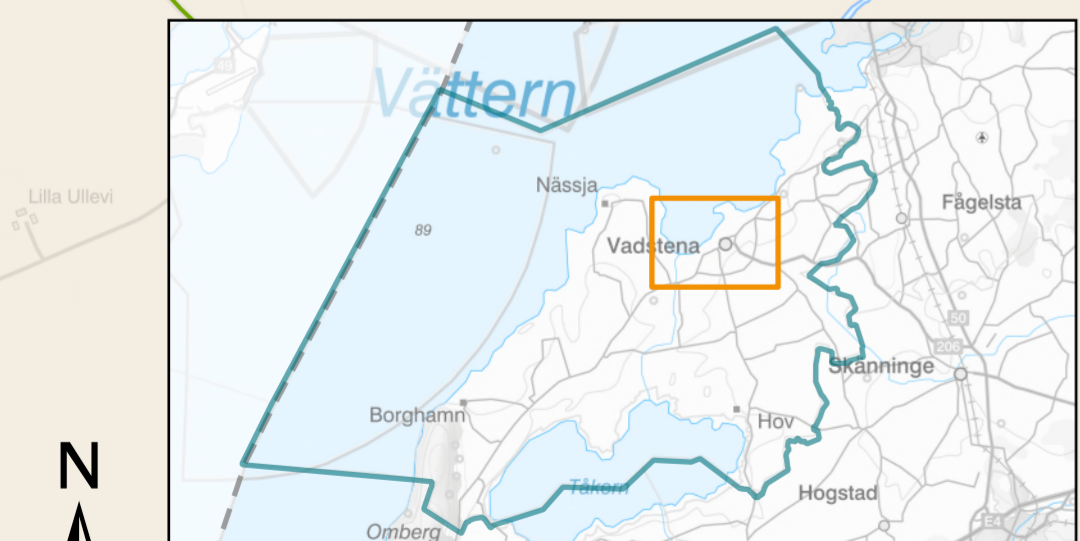 Vättern
Lilla Ullevi
Nässja
Fågelsta
89
Vadstena
50
206
Skänninge
Borghamn
Hov
N
Tåkern
Hogstad
E4
Omberg